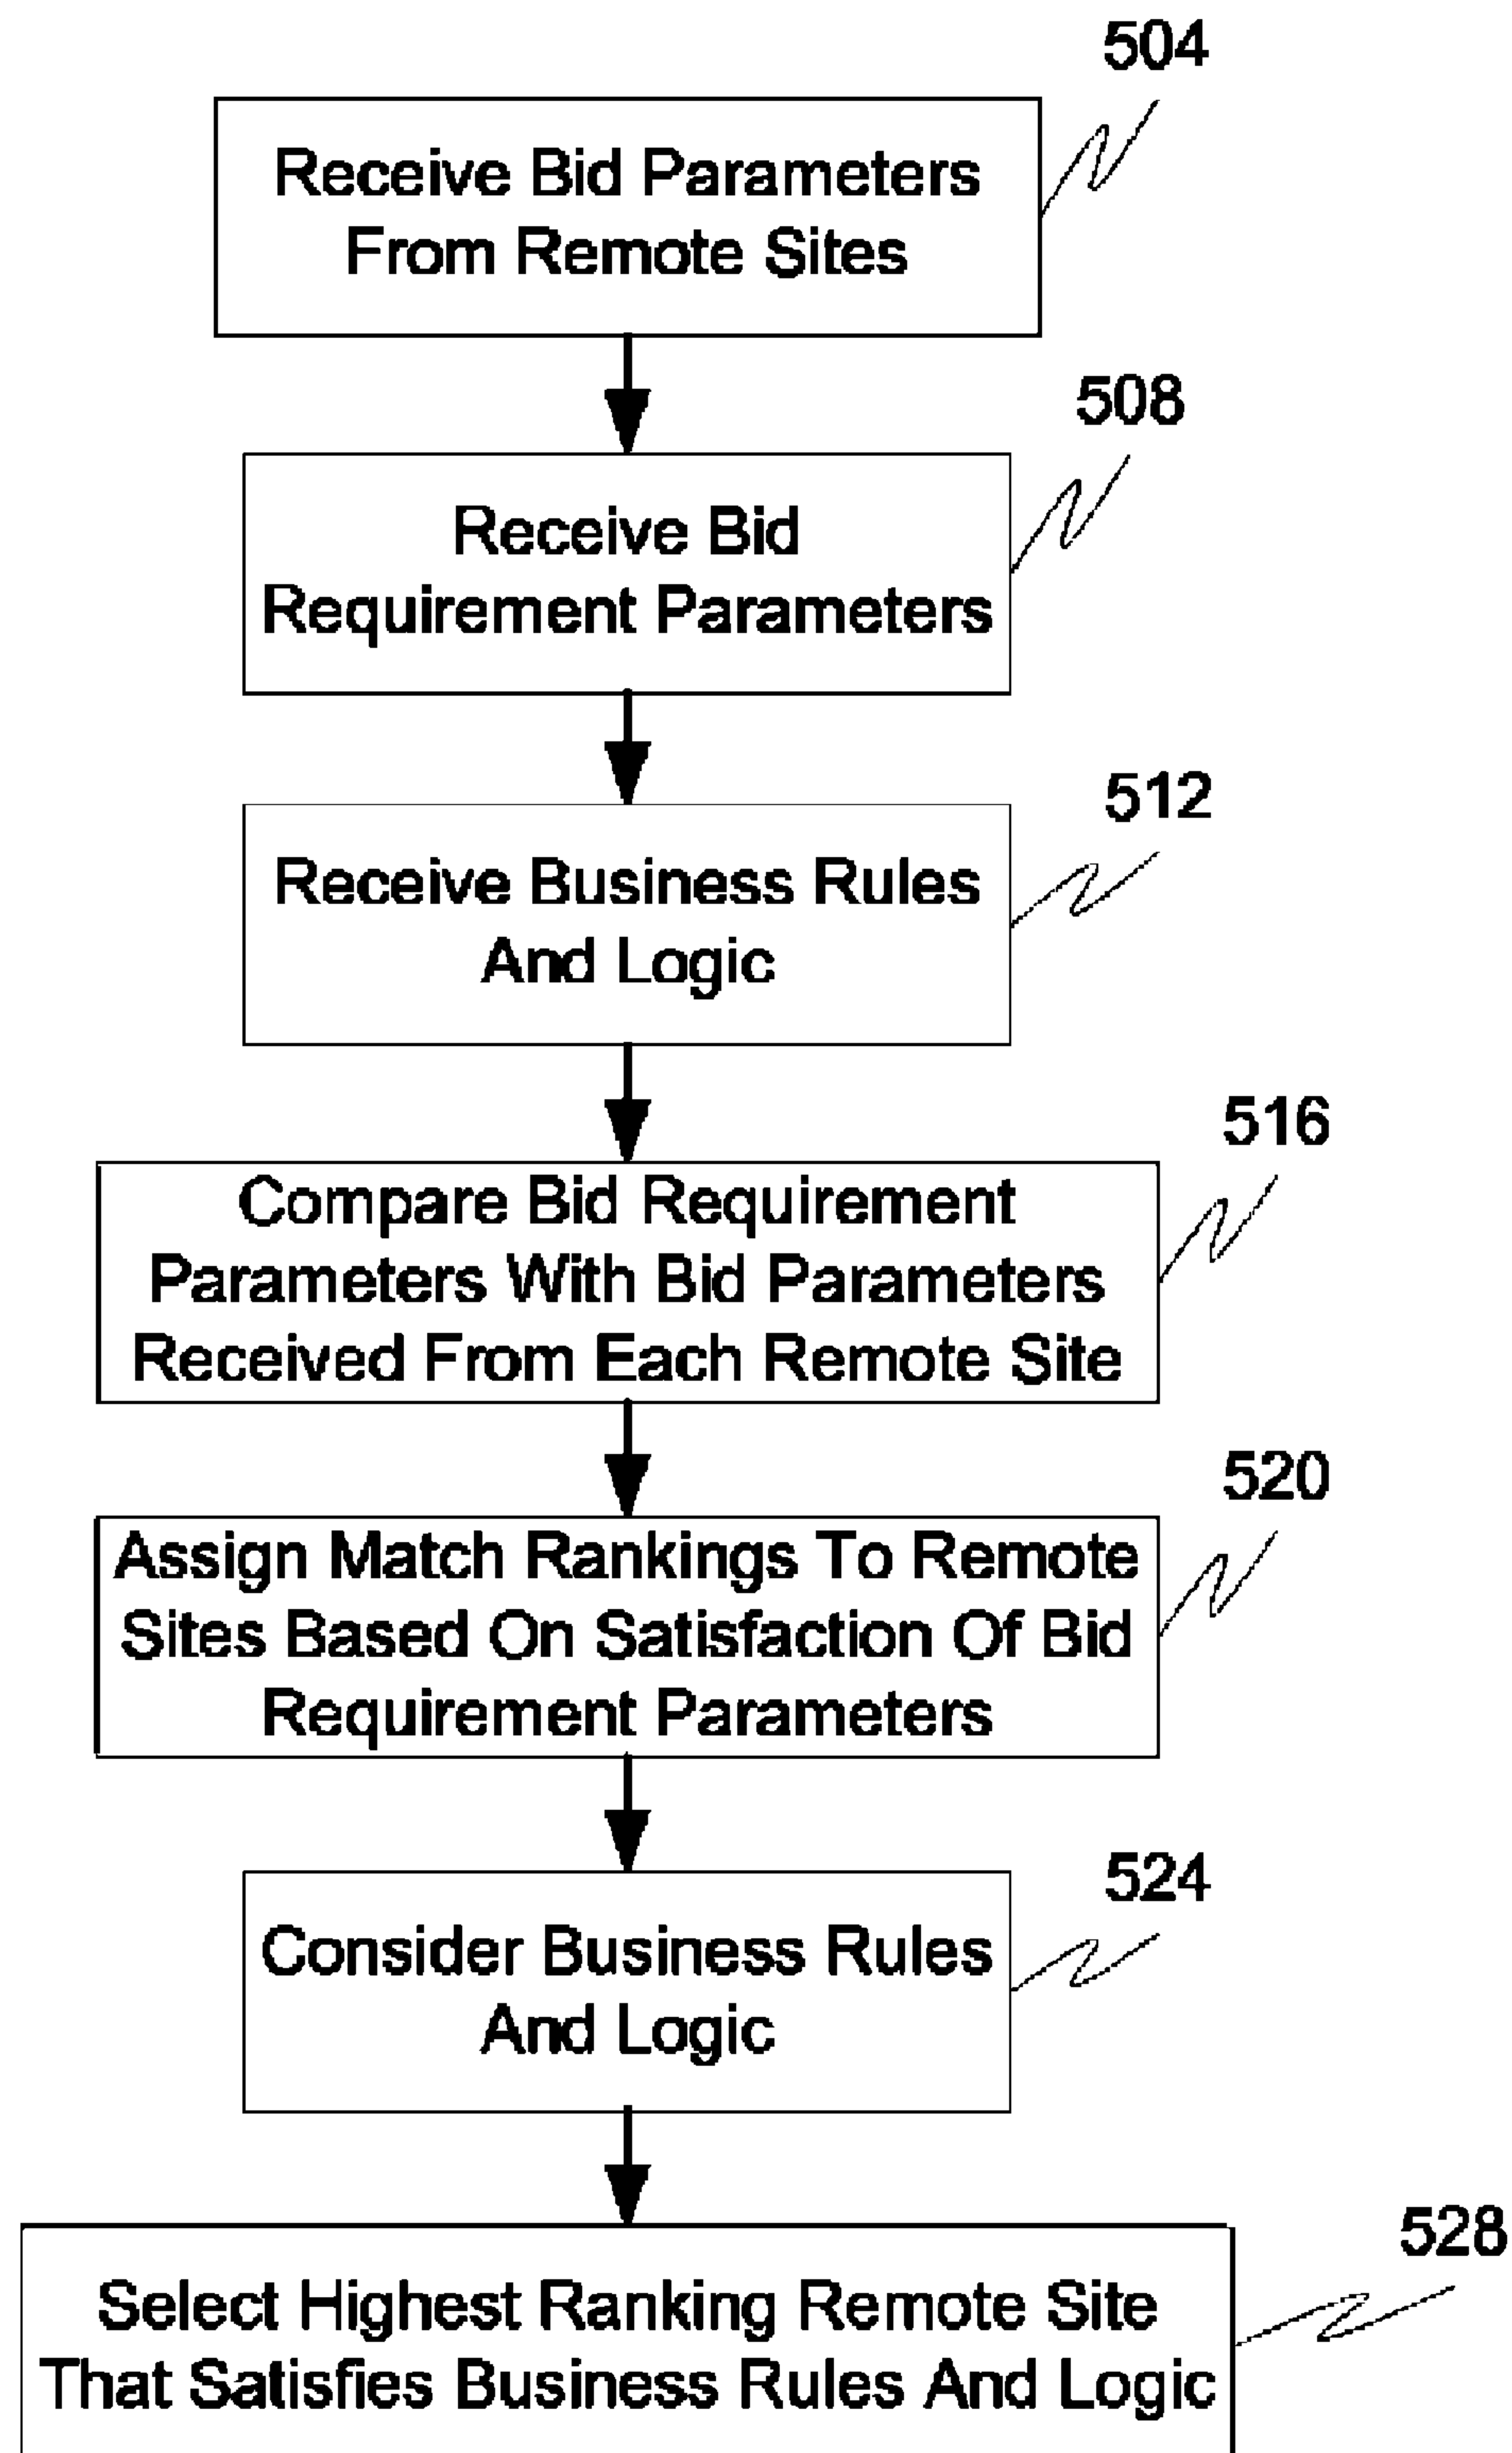 504
Receive Bid Parameters
From Remote Sites
508
Receive Bid
Requirement Parameters
512
Receive Business Rules
And Logic
516
Compare Bid Requirement
Parameters With Bid Parameters
Received From Each Remote Site
520
Assign Match Rankings To Remote
Sites Based On Satisfaction Of Bid
Requirement Parameters
524
Consider Business Rules
And Logic
528
Select Highest Ranking Remote Site
That Satisfies Business Rules And Logic